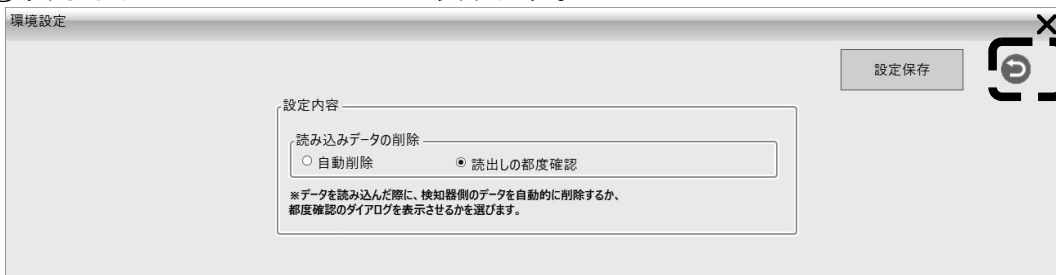 環境設定
設定保存
設定内容
読み込みデータの削除
自動削除
読出しの都度確認
※データを読み込んだ際に、検知器側のデータを自動的に削除するか、
都度確認のダイアログを表示させるかを選びます。